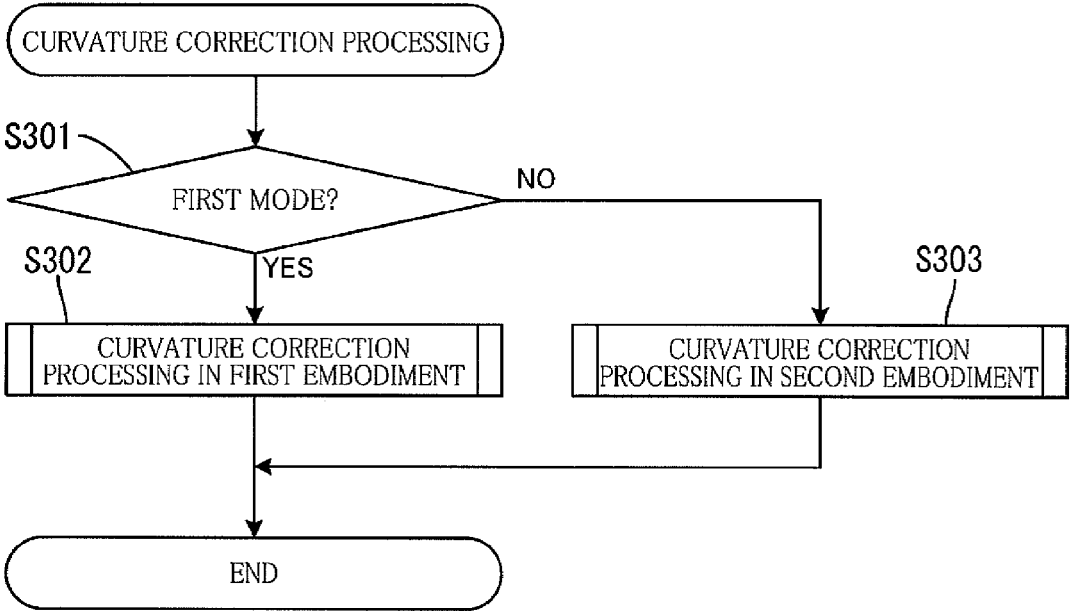 CURVATURE CORRECTION PROCESSING
S301
FIRST MODE?
NO
YES
S302
S303
CURVATURE CORRECTION
PROCESSING IN FIRST EMBODIMENT
CURVATURE CORRECTION
PROCESSING IN SECOND EMBODIMENT
END